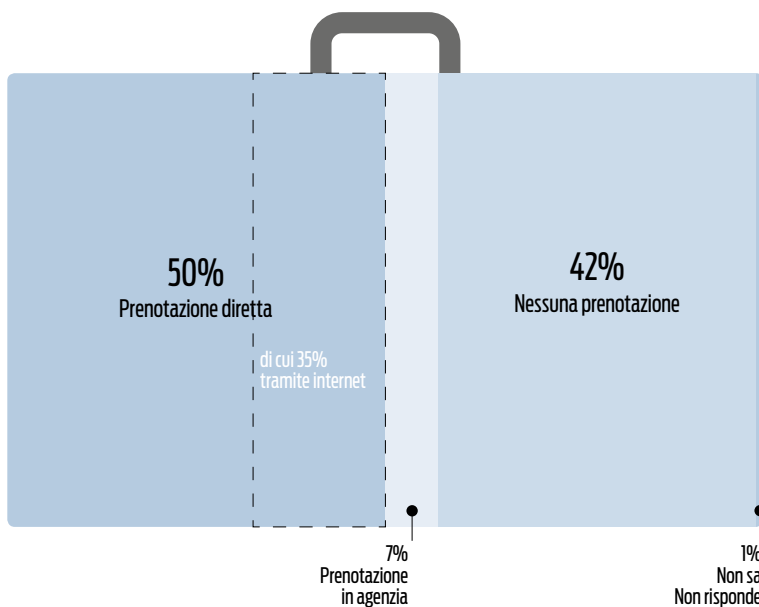 50%
Prenotazione diretta
di cui 35%
tramite internet
42%
Nessuna prenotazione
7%
Prenotazione
in agenzia
1%
Non sa
Non risponde